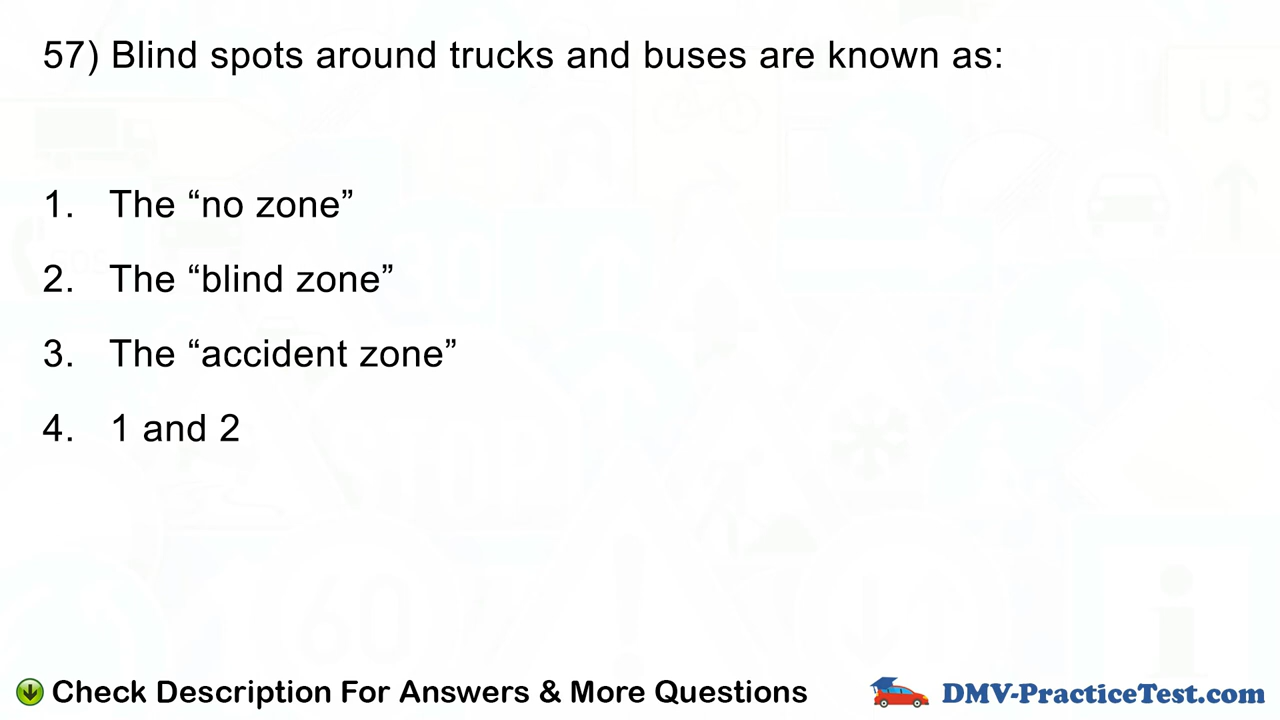 57) Blind spots around trucks and buses are known as:
1. The “no zone”
2. The “blind zone”
3. The “accident zone”
4. 1 and 2
Check Description For Answers & More Questions
DMV-PracticeTest.com